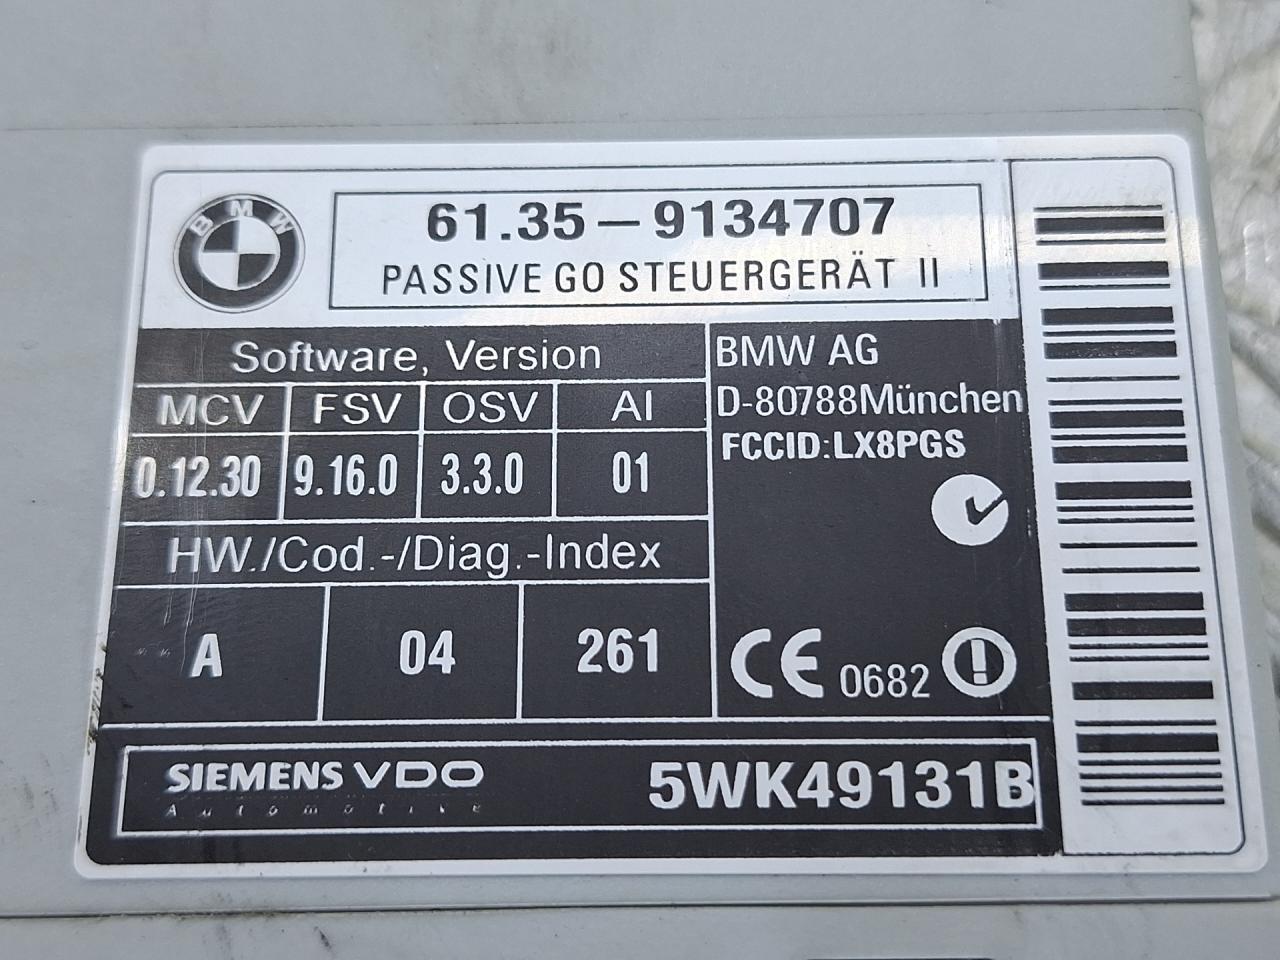 BMW
61.35-9134707
PASSIVE GO STEUERGERÄT II
Software, Version
MCV FSV OSV AI
0.12.30 9.16.0 3.3.0 01
HW./Cod.-/Diag.-Index
A 04 261
BMW AG
D-80788München
FCCID:LX8PGS
CE 0682
SIEMENS VDO
Automotive
5WK49131B